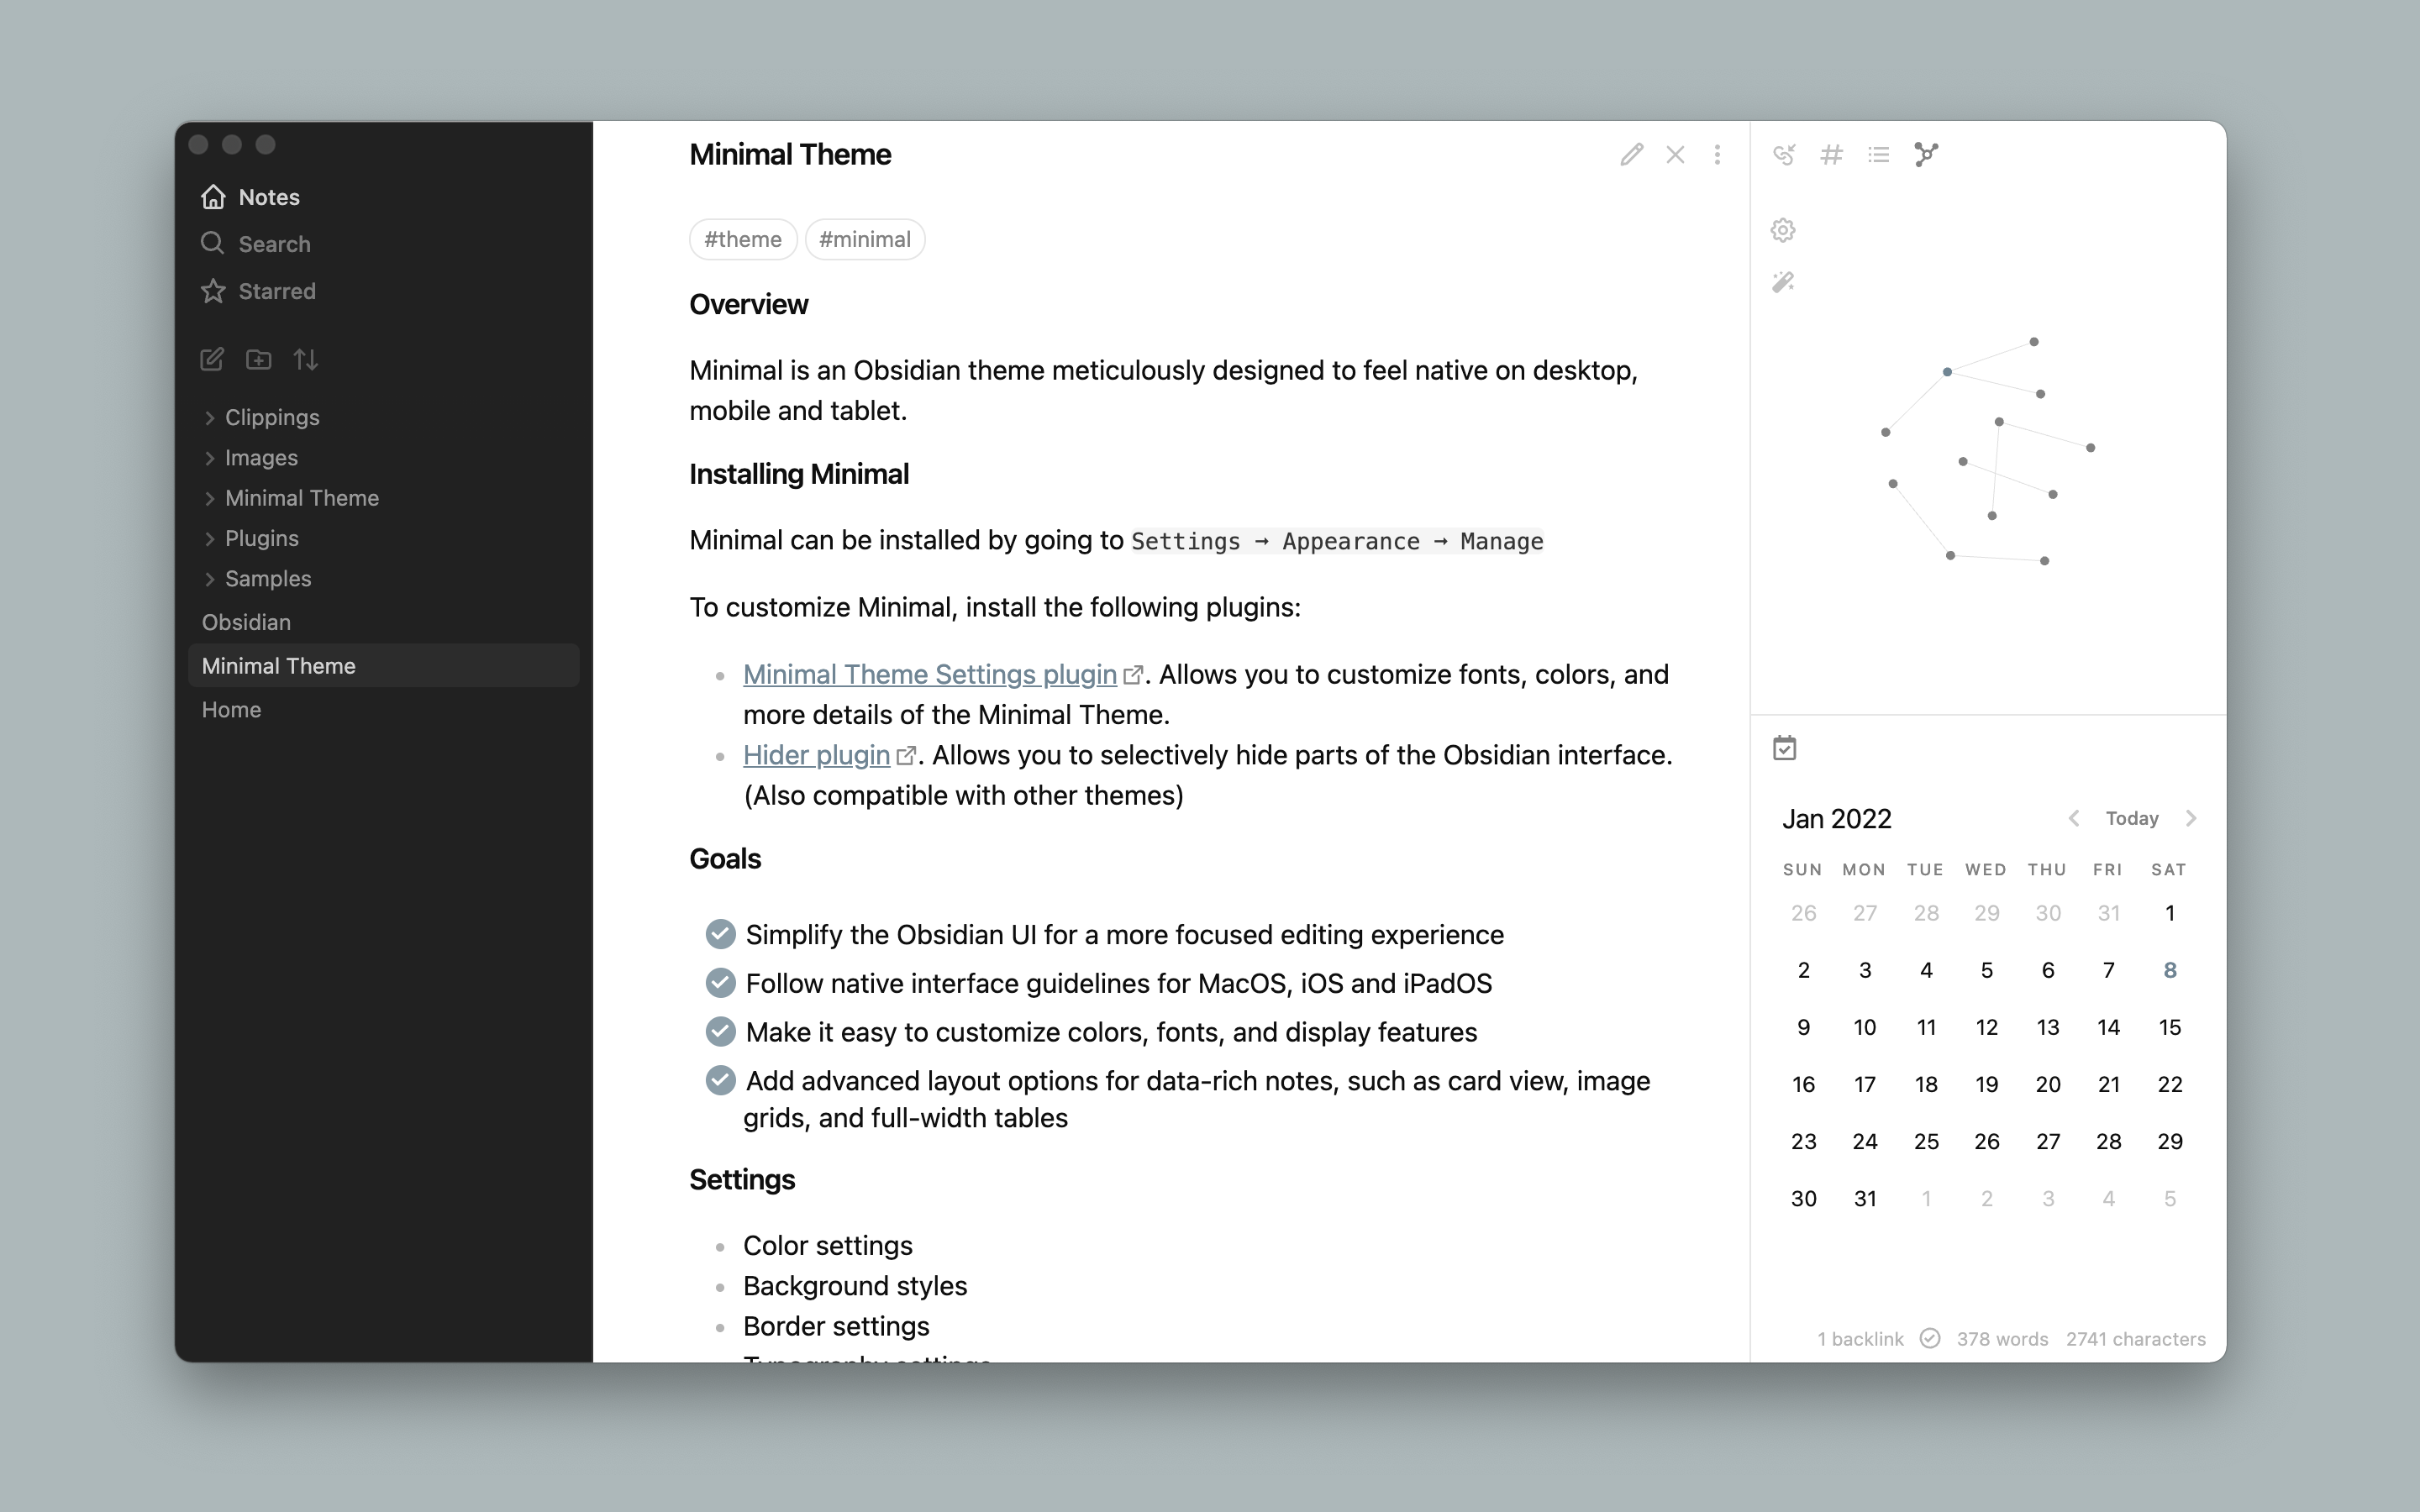 Notes
Search
Starred
Clippings
Images
Minimal Theme
Plugins
Samples
Obsidian
Minimal Theme
Home
Minimal Theme
#theme #minimal
Overview
Minimal is an Obsidian theme meticulously designed to feel native on desktop,
mobile and tablet.
Installing Minimal
Minimal can be installed by going to Settings → Appearance → Manage
To customize Minimal, install the following plugins:
Minimal Theme Settings plugin. Allows you to customize fonts, colors, and
more details of the Minimal Theme.
Hider plugin. Allows you to selectively hide parts of the Obsidian interface.
(Also compatible with other themes)
Goals
Simplify the Obsidian UI for a more focused editing experience
Follow native interface guidelines for MacOS, iOS and iPadOS
Make it easy to customize colors, fonts, and display features
Add advanced layout options for data-rich notes, such as card view, image
grids, and full-width tables
Settings
Color settings
Background styles
Border settings
Typography settings
Jan 2022 Today
SUN MON TUE WED THU FRI SAT
26 27 28 29 30 31 1
2 3 4 5 6 7 8
9 10 11 12 13 14 15
16 17 18 19 20 21 22
23 24 25 26 27 28 29
30 31 1 2 3 4 5
1 backlink 378 words 2741 characters